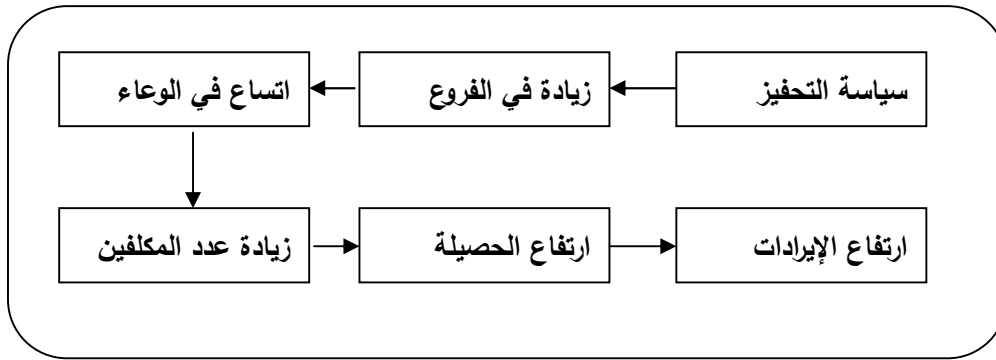 سياسة التحفيز
زيادة في الفروع
اتساع في الوعاء
زيادة عدد المكلفين
ارتفاع الحصيلة
ارتفاع الإيرادات